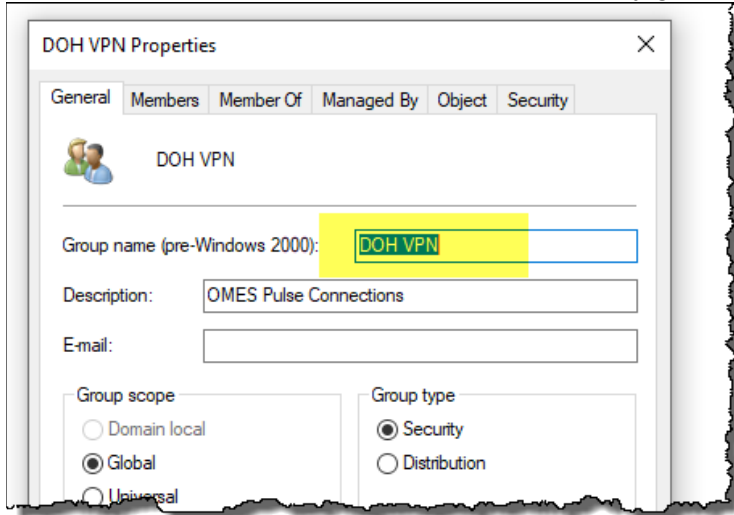 DOH VPN Properties
General Members Member Of Managed By Object Security
DOH VPN
Group name (pre-Windows 2000): DOH VPN
Description: OMES Pulse Connections
E-mail:
Group scope Group type
Domain local Security
Global Distribution
Universal